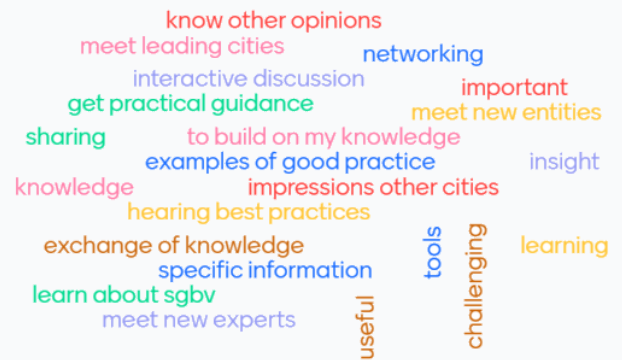 know other opinions
meet leading cities
networking
interactive discussion
important
get practical guidance
meet new entities
sharing
to build on my knowledge
examples of good practice
insight
knowledge
impressions other cities
hearing best practices
exchange of knowledge
tools
challenging
learning
specific information
learn about sgbv
useful
meet new experts